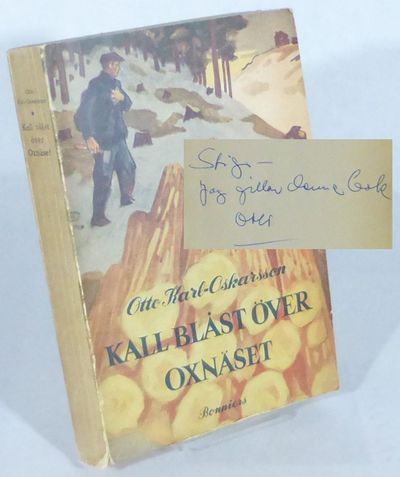 Otto
Karl-Oskarsson
Kall blåst
över
Oxnäset
Stig –
Jag gillar denna bok
Otto
Otto Karl-Oskarsson
KALL BLÅST ÖVER
OXNÄSET
Bonniers